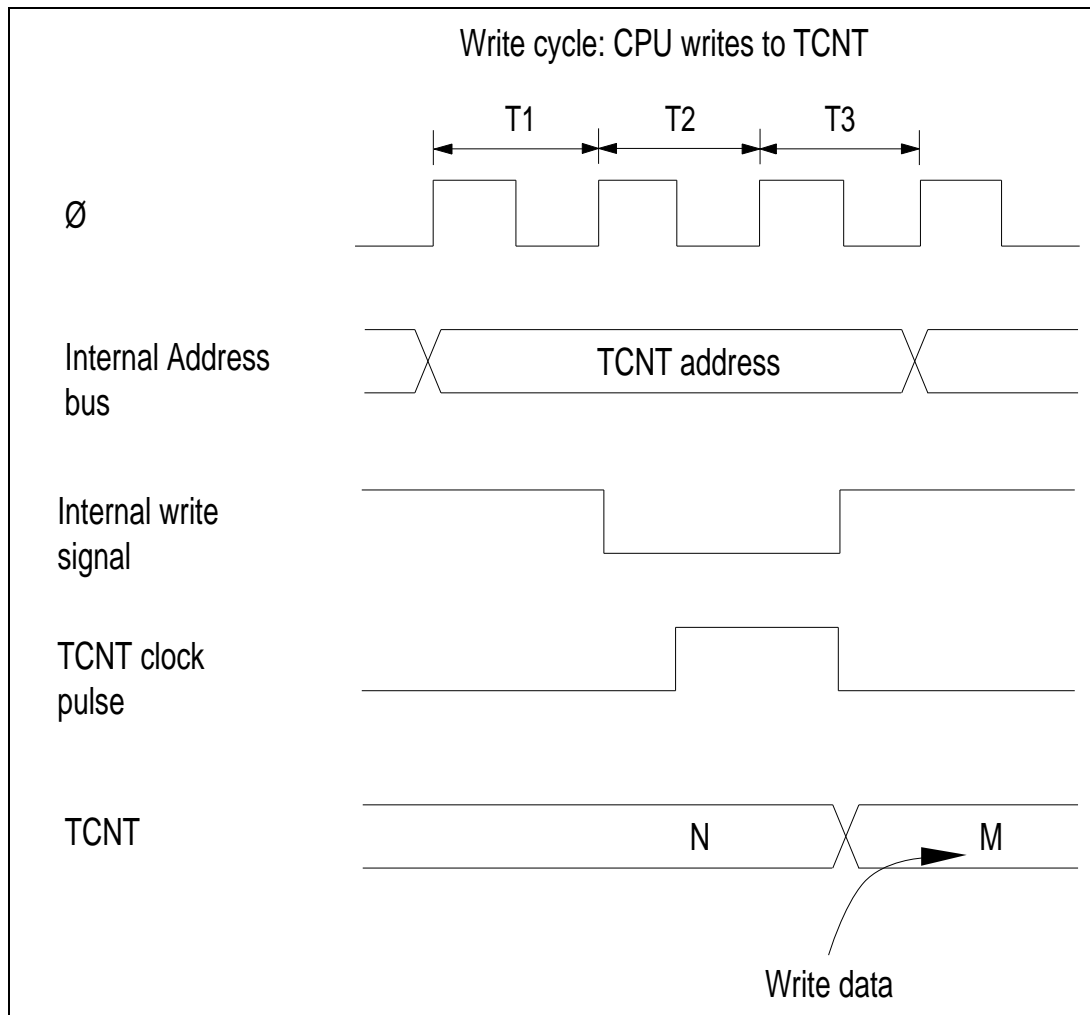 Write cycle: CPU writes to TCNT
T1 T2 T3
Ø
Internal Address
bus
TCNT address
Internal write
signal
TCNT clock
pulse
TCNT
N M
Write data